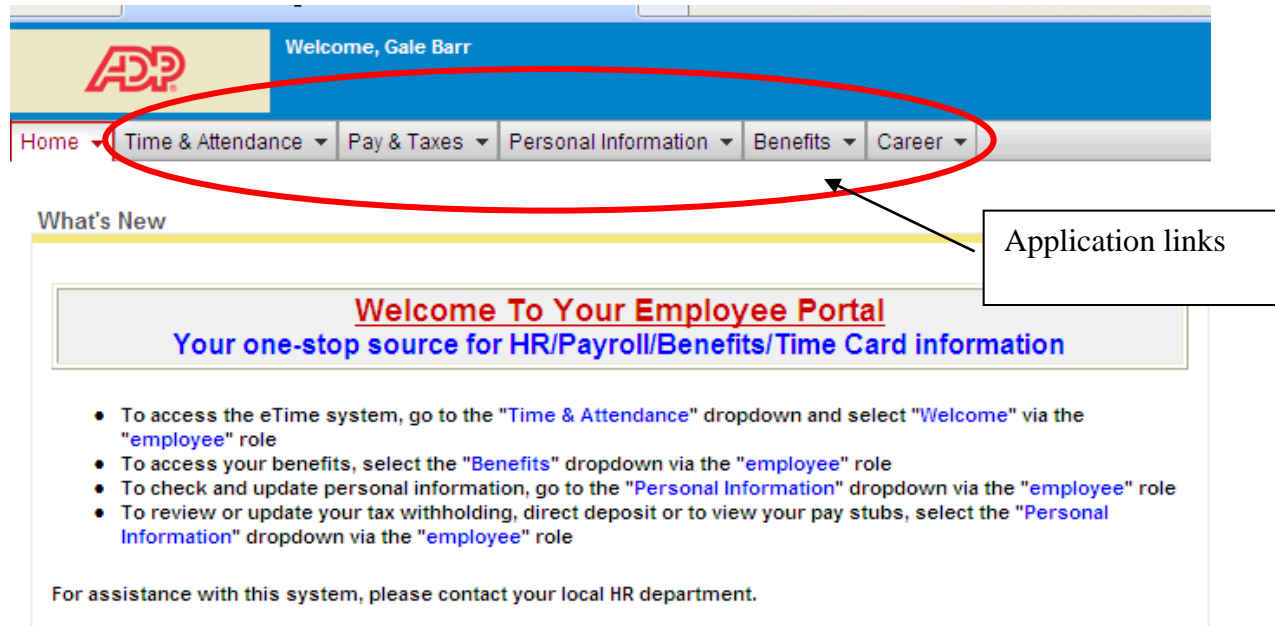 ADP
Welcome, Gale Barr
Home Time & Attendance Pay & Taxes Personal Information Benefits Career
What's New
Application links
Welcome To Your Employee Portal
Your one-stop source for HR/Payroll/Benefits/Time Card information
• To access the eTime system, go to the "Time & Attendance" dropdown and select "Welcome" via the
"employee" role
• To access your benefits, select the "Benefits" dropdown via the "employee" role
• To check and update personal information, go to the "Personal Information" dropdown via the "employee" role
• To review or update your tax withholding, direct deposit or to view your pay stubs, select the "Personal
Information" dropdown via the "employee" role
For assistance with this system, please contact your local HR department.